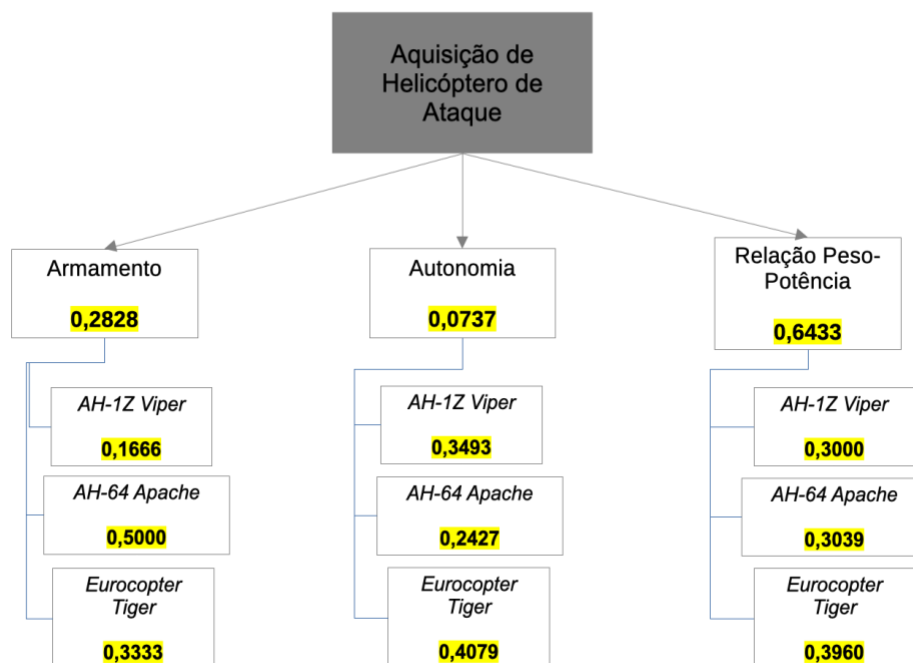 Aquisição de
Helicóptero de
Ataque
Armamento
0,2828
AH-1Z Viper
0,1666
AH-64 Apache
0,5000
Eurocopter
Tiger
0,3333
Autonomia
0,0737
AH-1Z Viper
0,3493
AH-64 Apache
0,2427
Eurocopter
Tiger
0,4079
Relação Peso-
Potência
0,6433
AH-1Z Viper
0,3000
AH-64 Apache
0,3039
Eurocopter
Tiger
0,3960